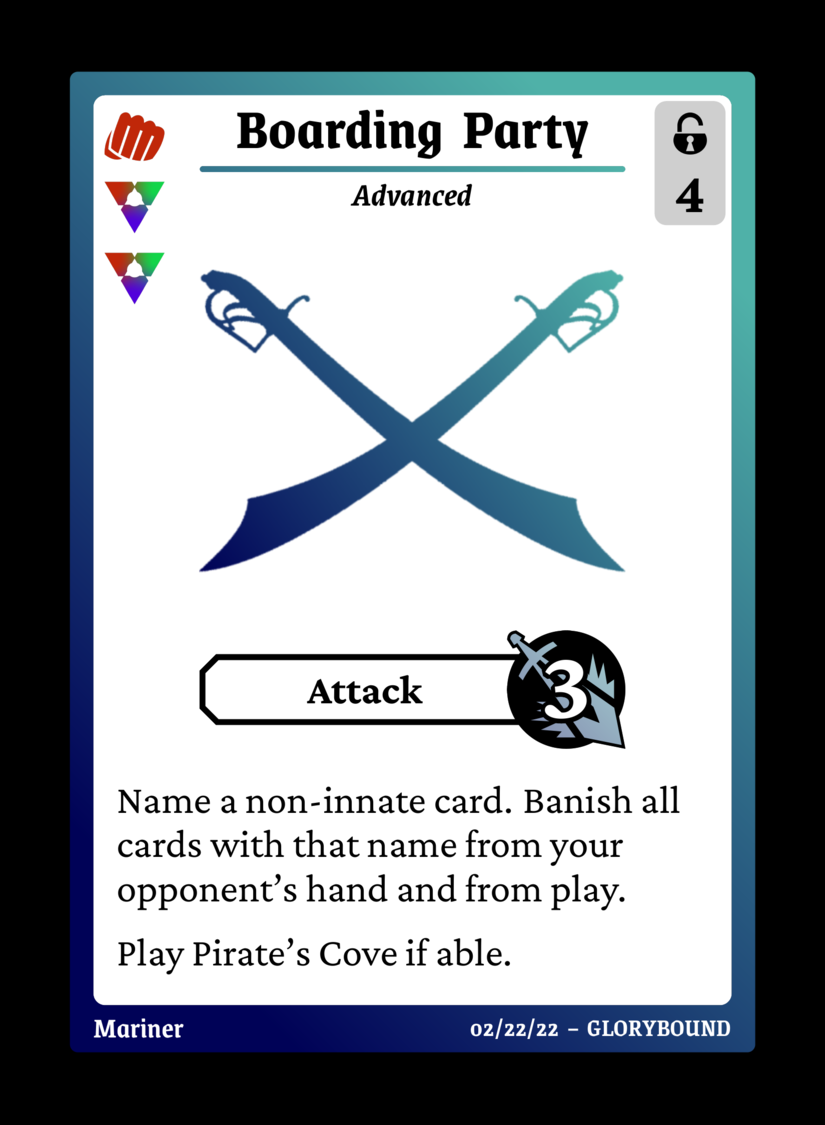 Boarding Party
4
Advanced
Attack
3
Name a non-innate card. Banish all
cards with that name from your
opponent’s hand and from play.
Play Pirate’s Cove if able.
Mariner
02/22/22 – GLORYBOUND